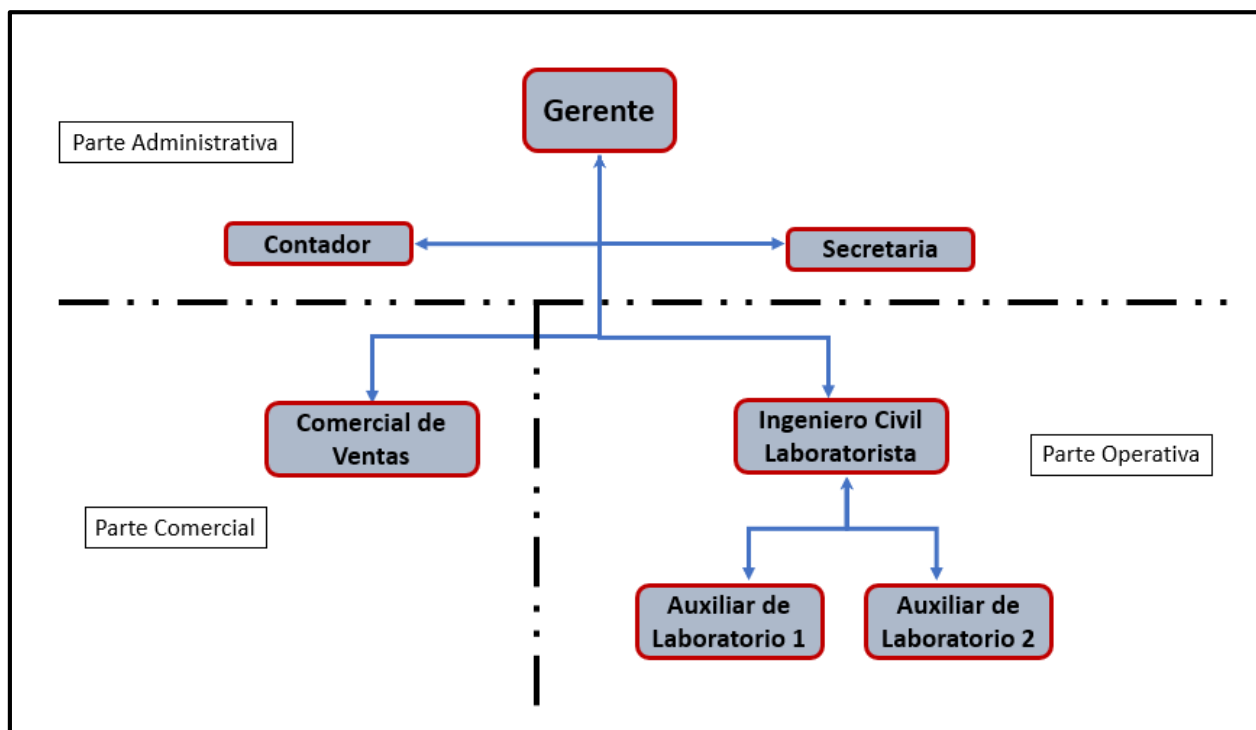 Gerente
Parte Administrativa
Contador
Secretaria
Comercial de
Ventas
Ingeniero Civil
Laboratorista
Parte Operativa
Parte Comercial
Auxiliar de
Laboratorio 1
Auxiliar de
Laboratorio 2